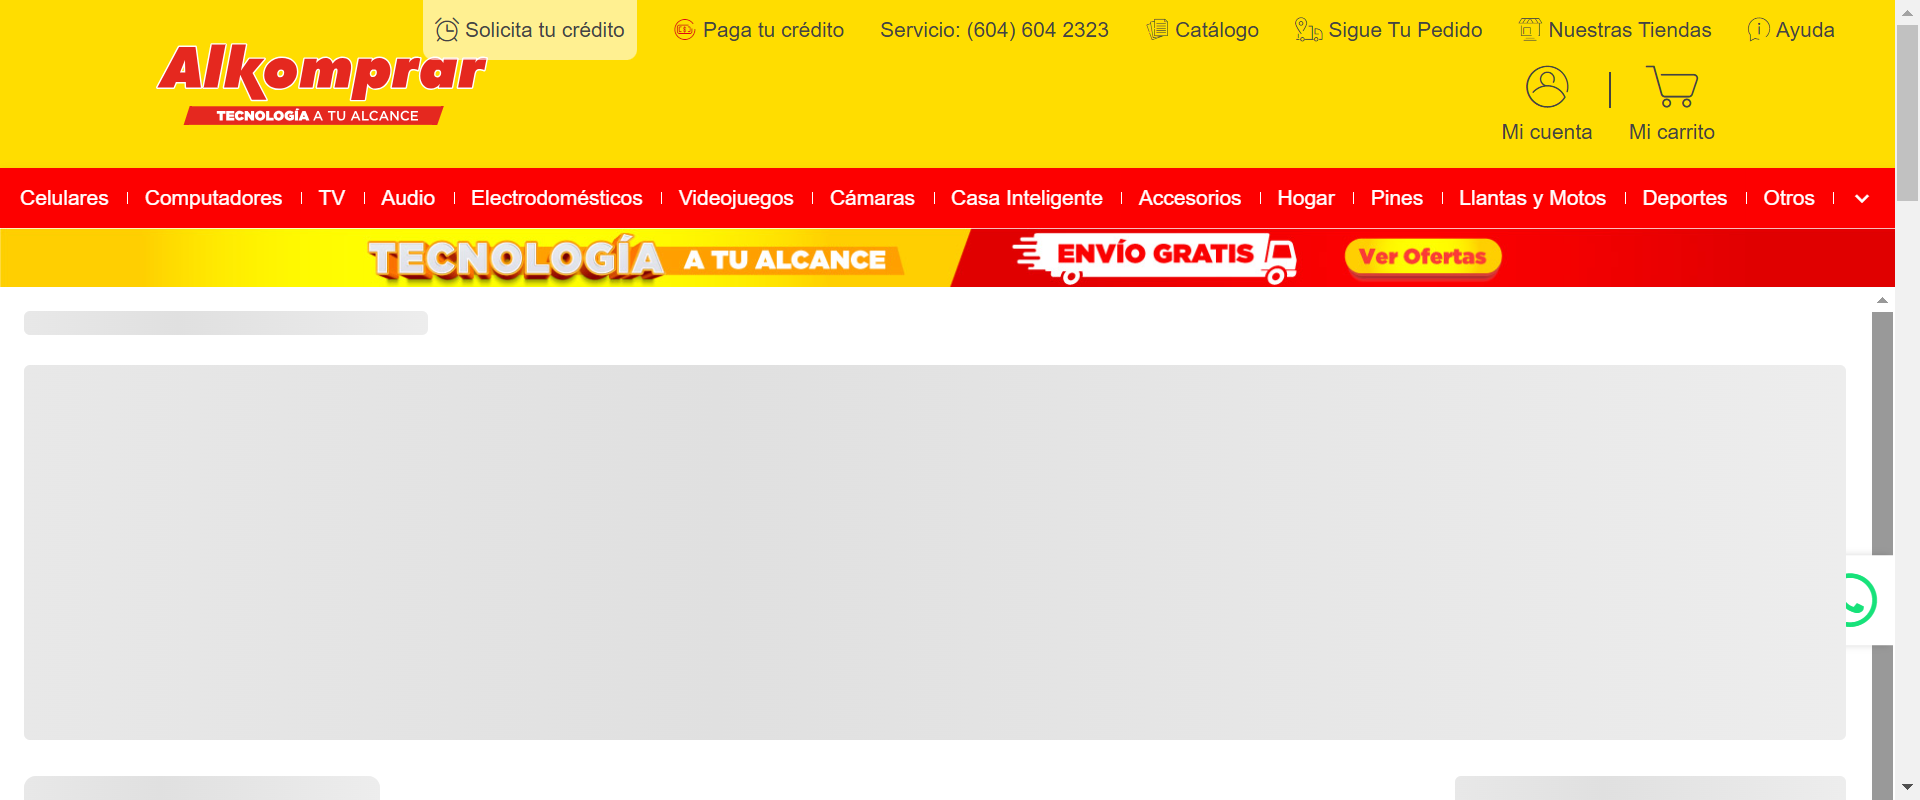 Solicita tu crédito
Paga tu crédito
Servicio: (604) 604 2323
Catálogo
Sigue Tu Pedido
Nuestras Tiendas
Ayuda
Alkomprar
TECNOLOGÍA A TU ALCANCE
Mi cuenta
Mi carrito
Celulares
Computadores
TV
Audio
Electrodomésticos
Videojuegos
Cámaras
Casa Inteligente
Accesorios
Hogar
Pines
Llantas y Motos
Deportes
Otros
TECNOLOGÍA A TU ALCANCE
ENVÍO GRATIS
Ver Ofertas